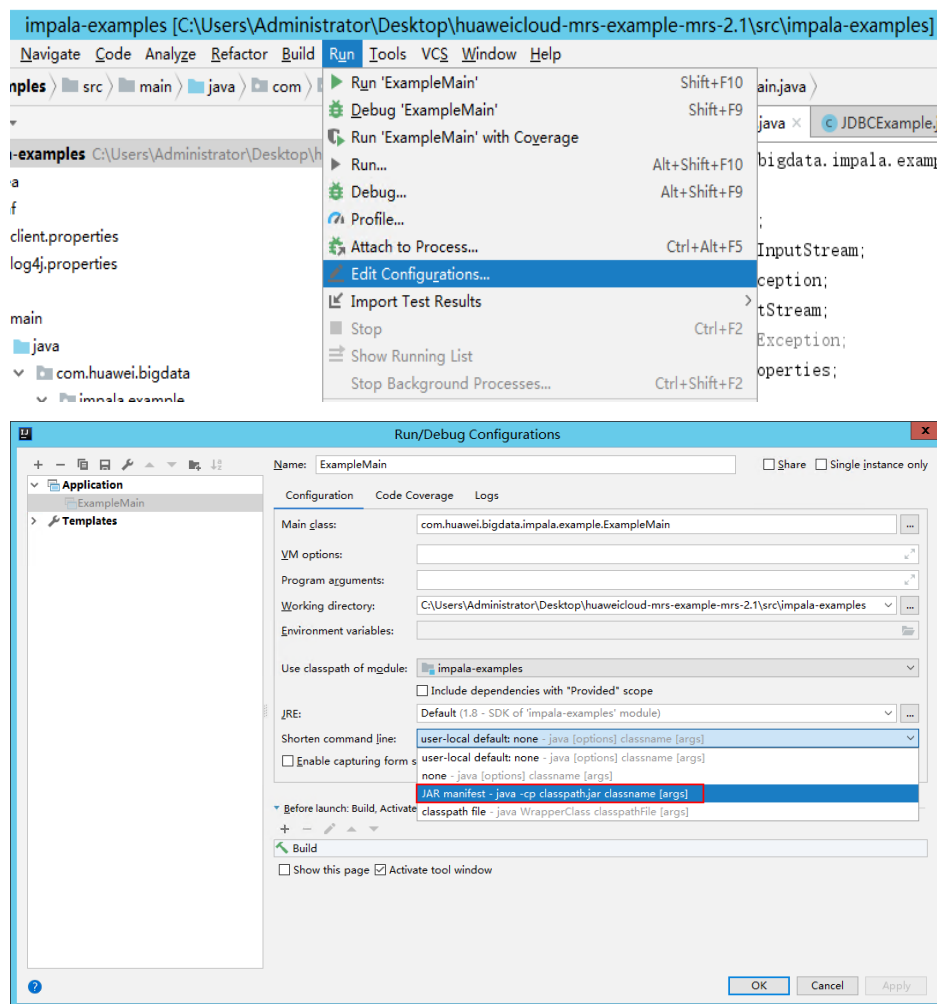 impala-examples [C:\Users\Administrator\Desktop\huaweicloud-mrs-example-mrs-2.1\src\impala-examples]
Navigate Code Analyze Refactor Build Run Tools VCS Window Help
mples src main java com
Run 'ExampleMain' Shift+F10
ain.java
Debug 'ExampleMain' Shift+F9
java × JDBCExample.j
Run 'ExampleMain' with Coverage
-examples C:\Users\Administrator\Desktop\h
Run... Alt+Shift+F10
bigdata.impala.examp
Debug... Alt+Shift+F9
Profile...
;
client.properties
Attach to Process... Ctrl+Alt+F5
InputStream;
log4j.properties
Edit Configurations...
ception;
Import Test Results
tStream;
main
Stop Ctrl+F2
Exception;
java
Show Running List
operties;
com.huawei.bigdata
Stop Background Processes... Ctrl+Shift+F2
impala.example
Run/Debug Configurations x
Name: ExampleMain Share Single instance only
Application
ExampleMain
Templates
Configuration Code Coverage Logs
Main class: com.huawei.bigdata.impala.example.ExampleMain ...
VM options:
Program arguments:
Working directory: C:\Users\Administrator\Desktop\huaweicloud-mrs-example-mrs-2.1\src\impala-examples ...
Environment variables:
Use classpath of module: impala-examples
Include dependencies with "Provided" scope
JRE: Default (1.8 - SDK of 'impala-examples' module) ...
Shorten command line: user-local default: none - java [options] classname [args]
Enable capturing form s
user-local default: none - java [options] classname [args]
none - java [options] classname [args]
JAR manifest - java -cp classpath.jar classname [args]
classpath file - java WrapperClass classpathFile [args]
Before launch: Build, Activate
Build
Show this page Activate tool window
? OK Cancel Apply